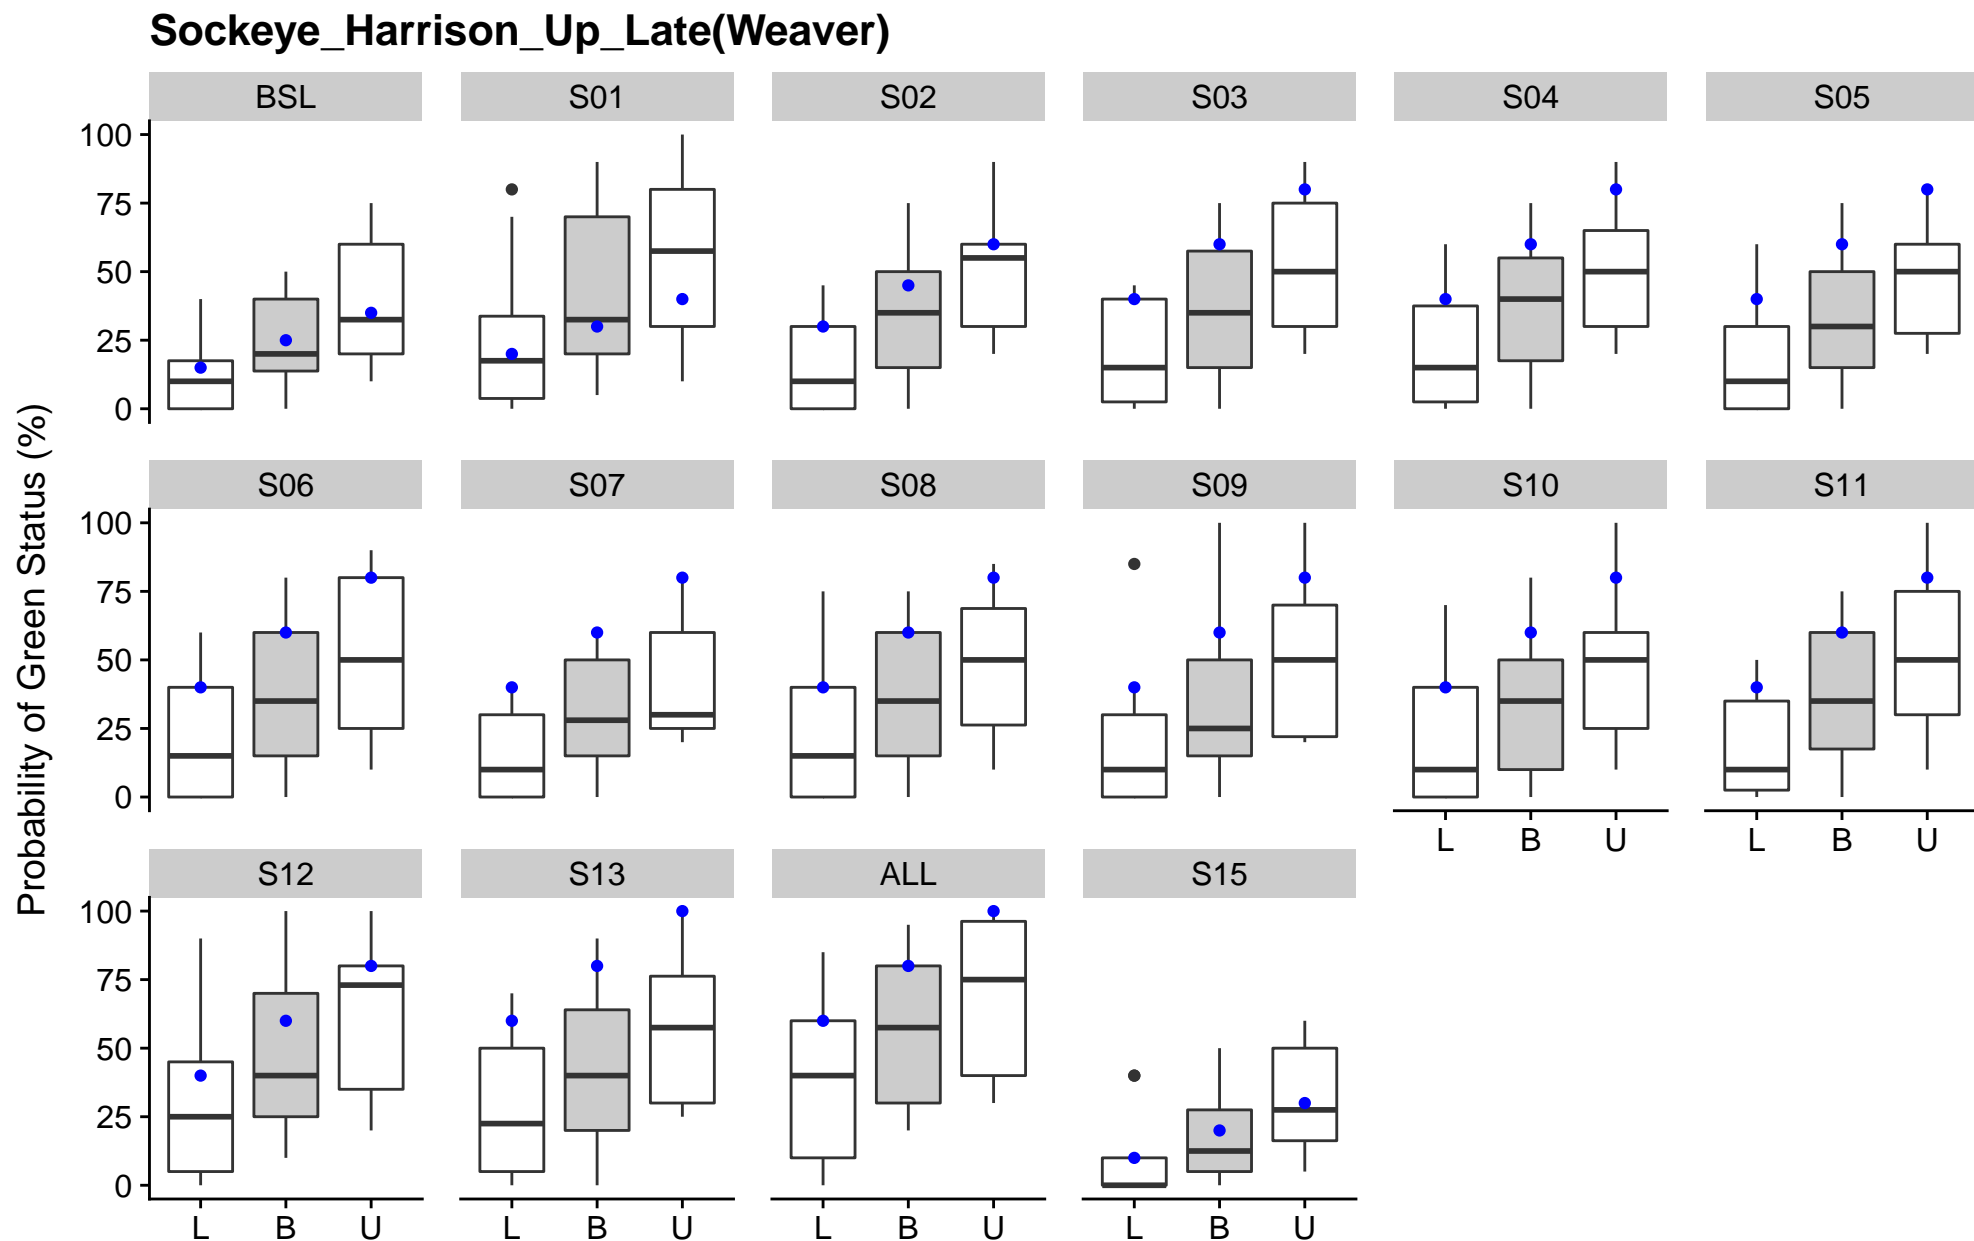 Sockeye_Harrison_Up_Late(Weaver)
BSL S01 S02 S03 S04 S05
100
75
50
25
0
Probability of Green Status (%)
S06 S07 S08 S09 S10 S11
100
75
50
25
0
L B U L B U
S12 S13 ALL S15
100
75
50
25
0
L B U L B U L B U L B U